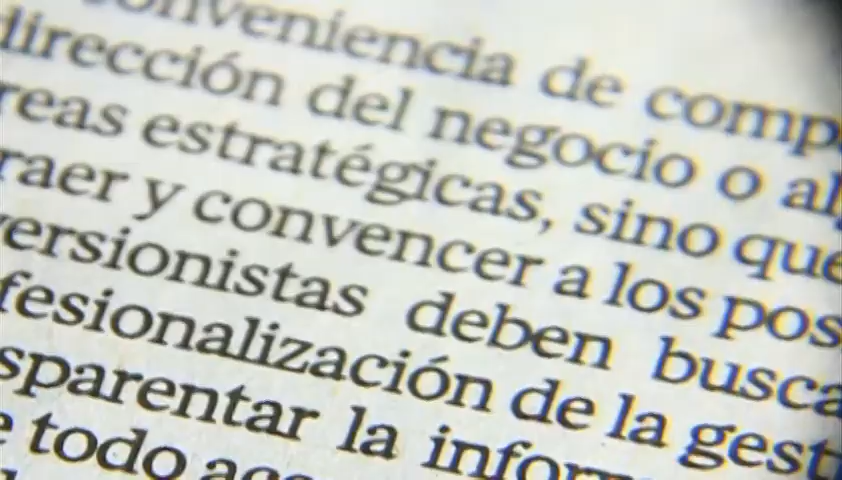 onveniencia de comp
dirección del negocio o al
reas estratégicas, sino que
raer y convencer a los pos
versionistas deben busca
fesionalización de la gest
sparentar la inform
e todo ac